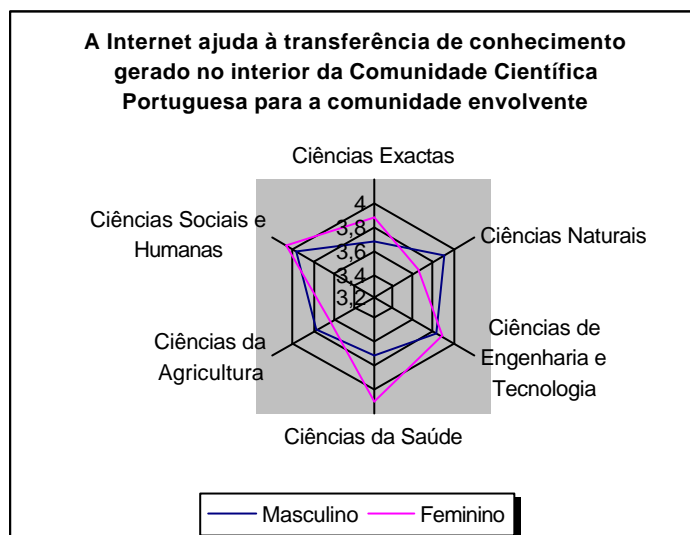 A Internet ajuda à transferência de conhecimento
gerado no interior da Comunidade Científica
Portuguesa para a comunidade envolvente
Ciências Exactas
4
3,8
3,6
3,4
3,2
Ciências Naturais
Ciências de
Engenharia e
Tecnologia
Ciências da Saúde
Ciências da
Agricultura
Ciências Sociais e
Humanas
Masculino
Feminino